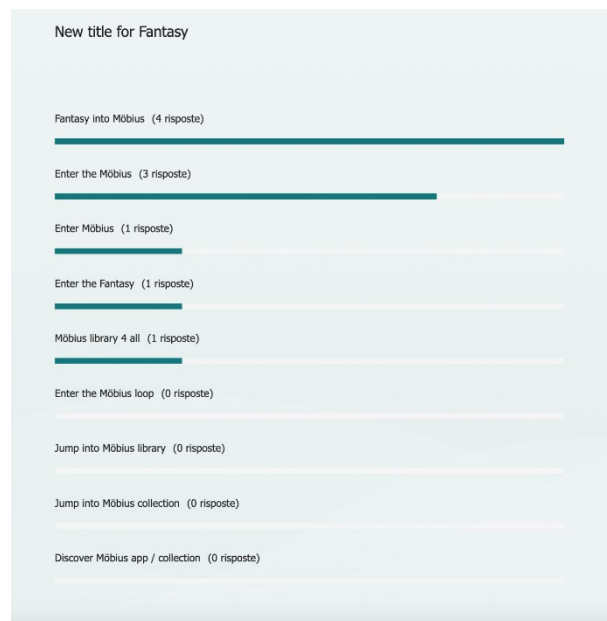 New title for Fantasy
Fantasy into Möbius (4 risposte)
Enter the Möbius (3 risposte)
Enter Möbius (1 risposte)
Enter the Fantasy (1 risposte)
Möbius library 4 all (1 risposte)
Enter the Möbius loop (0 risposte)
Jump into Möbius library (0 risposte)
Jump into Möbius collection (0 risposte)
Discover Möbius app / collection (0 risposte)